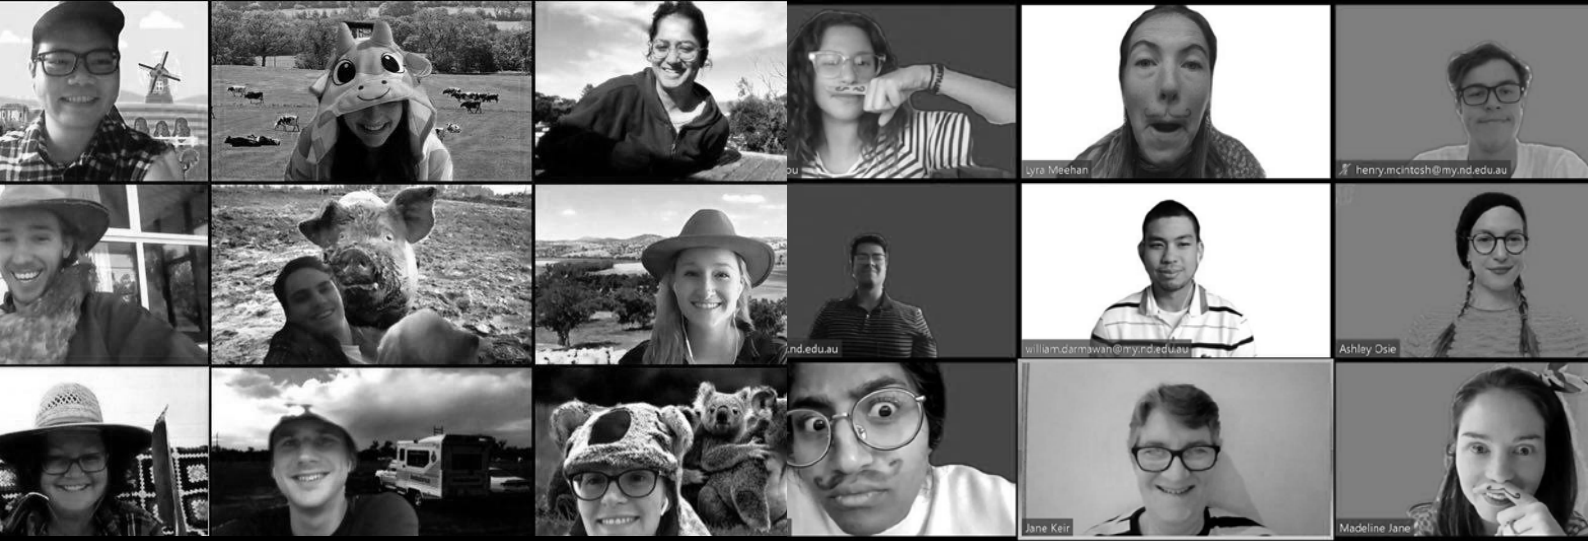 Lyra Meehan
henry.mcintosh@my.nd.edu.au
.nd.edu.au
william.darmawan@my.nd.edu.au
Ashley Osie
Jane Keir
Madeline Jane